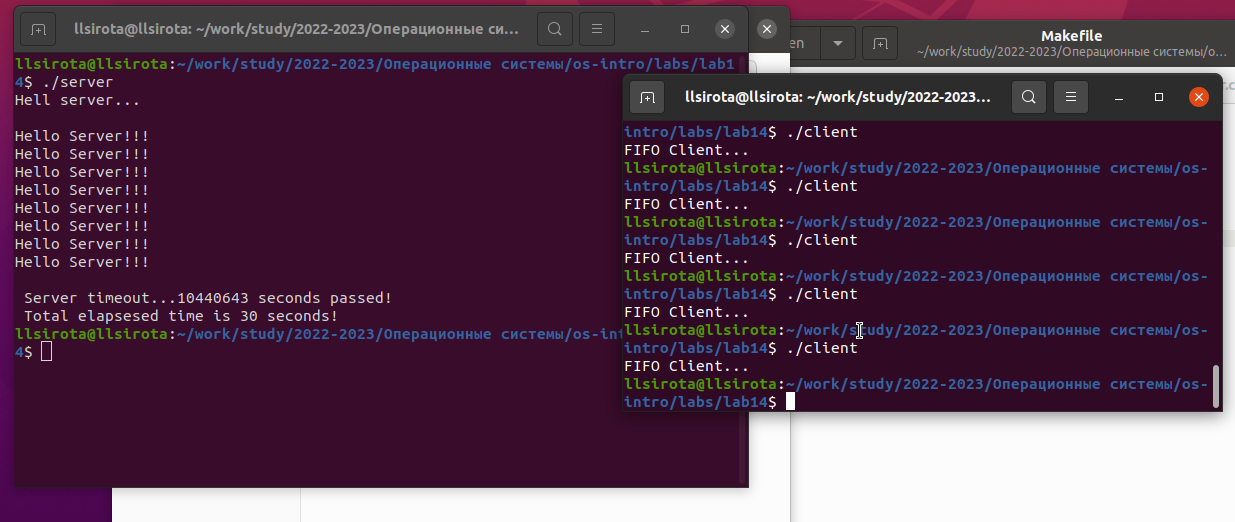 llsirota@llsirota: ~/work/study/2022-2023/Операционные си...
llsirota@llsirota:~/work/study/2022-2023/Операционные системы/os-intro/labs/lab1
4$ ./server
Hell server...
Hello Server!!!
Hello Server!!!
Hello Server!!!
Hello Server!!!
Hello Server!!!
Hello Server!!!
Hello Server!!!
Hello Server!!!
Server timeout...10440643 seconds passed!
Total elapsesed time is 30 seconds!
llsirota@llsirota:~/work/study/2022-2023/Операционные системы/os-int
4$
en
Makefile
~/work/study/2022-2023/Операционные системы/o...
llsirota@llsirota: ~/work/study/2022-2023...
intro/labs/lab14$ ./client
FIFO Client...
llsirota@llsirota:~/work/study/2022-2023/Операционные системы/os-
intro/labs/lab14$ ./client
FIFO Client...
llsirota@llsirota:~/work/study/2022-2023/Операционные системы/os-
intro/labs/lab14$ ./client
FIFO Client...
llsirota@llsirota:~/work/study/2022-2023/Операционные системы/os-
intro/labs/lab14$ ./client
FIFO Client...
llsirota@llsirota:~/work/study/2022-2023/Операционные системы/os-
intro/labs/lab14$ ./client
FIFO Client...
llsirota@llsirota:~/work/study/2022-2023/Операционные системы/os-
intro/labs/lab14$